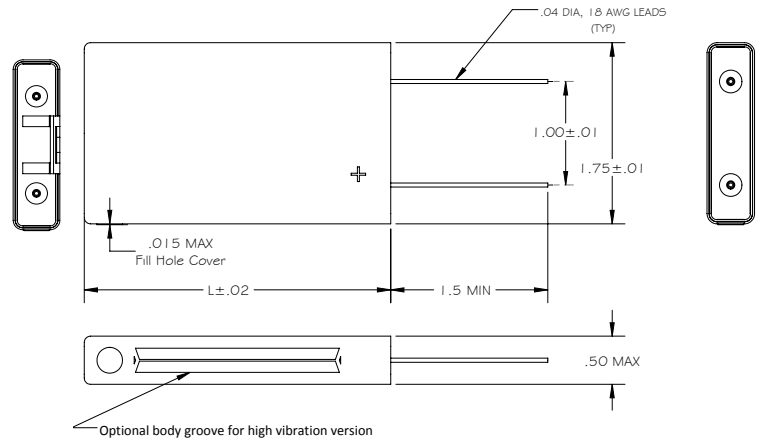 .04 DIA, 18 AWG LEADS
(TYP)
1.00±.01
1.75±.01
+
.015 MAX
Fill Hole Cover
L±.02
1.5 MIN
.50 MAX
Optional body groove for high vibration version